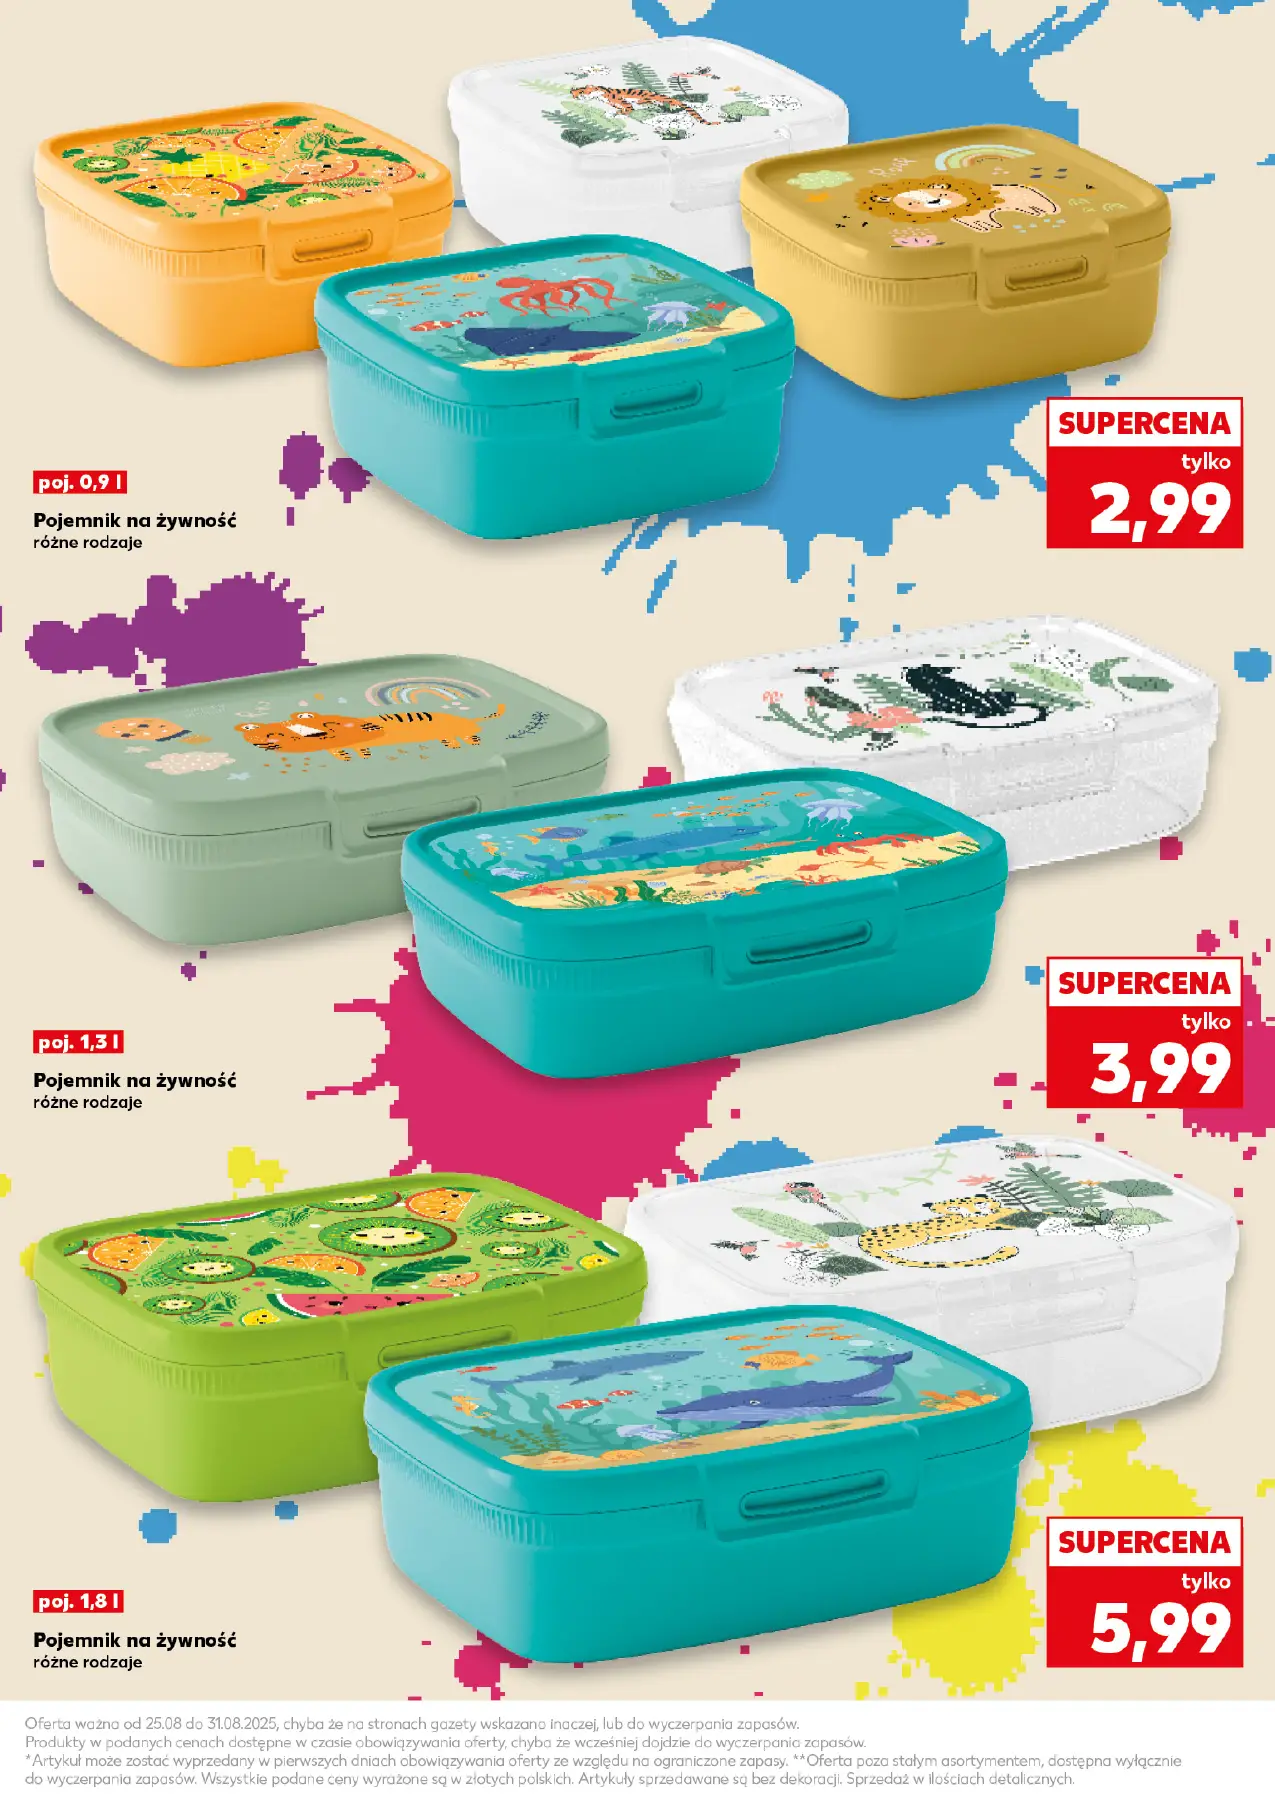 Roar
SUPERCENA
tylko
2,99
poj. 0,9 l
Pojemnik na żywność
różne rodzaje
SUPERCENA
tylko
3,99
poj. 1,3 l
Pojemnik na żywność
różne rodzaje
SUPERCENA
tylko
5,99
poj. 1,8 l
Pojemnik na żywność
różne rodzaje
Oferta ważna od 25.08 do 31.08.2025, chyba że na stronach gazety wskazano inaczej, lub do wyczerpania zapasów.
Produkty w podanych cenach dostępne w czasie obowiązywania oferty, chyba że wcześniej dojdzie do wyczerpania zapasów.
*Artykuł może zostać wyprzedany w pierwszych dniach obowiązywania oferty ze względu na ograniczone zapasy. **Oferta poza stałym asortymentem, dostępna wyłącznie
do wyczerpania zapasów. Wszystkie podane ceny wyrażone są w złotych polskich. Artykuły sprzedawane są bez dekoracji. Sprzedaż w ilościach detalicznych.